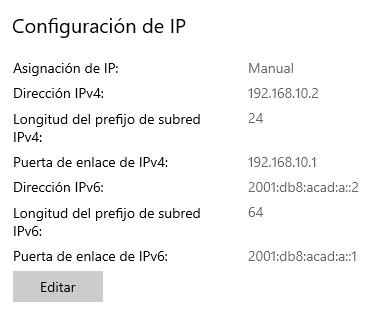 Configuración de IP
Asignación de IP: Manual
Dirección IPv4: 192.168.10.2
Longitud del prefijo de subred 24
IPv4:
Puerta de enlace de IPv4: 192.168.10.1
Dirección IPv6: 2001:db8:acad:a::2
Longitud del prefijo de subred 64
IPv6:
Puerta de enlace de IPv6: 2001:db8:acad:a::1
Editar